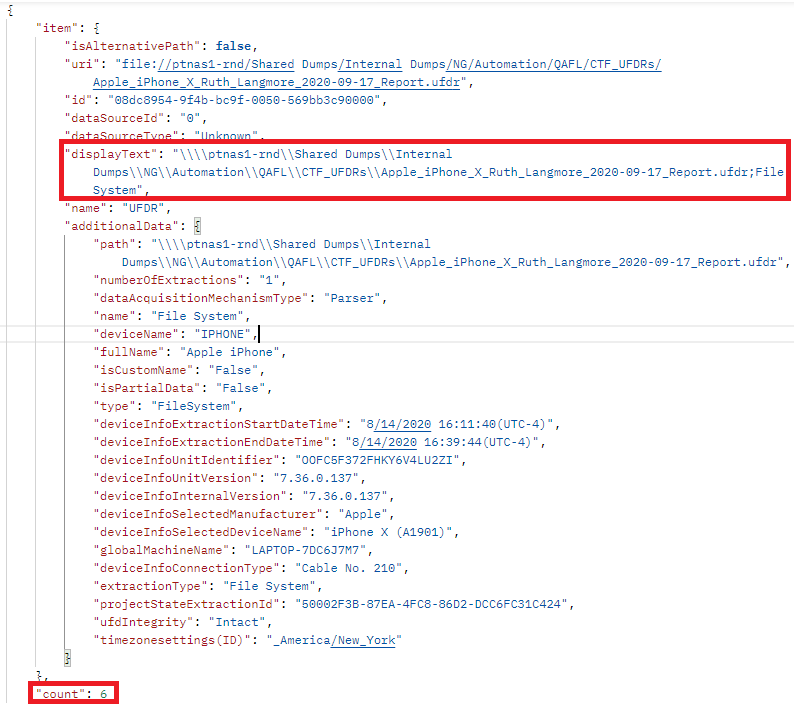 {
"item": {
"isAlternativePath": false,
"uri": "file://ptnas1-rnd/Shared Dumps/Internal Dumps/NG/Automation/QAFL/CTF_UFDRs/
Apple_iPhone_X_Ruth_Langmore_2020-09-17_Report.ufdr",
"id": "08dc8954-9f4b-bc9f-0050-569bb3c90000",
"dataSourceId": "0",
"dataSourceType": "Unknown",
"displayText": "\\\\ptnas1-rnd\\Shared Dumps\\Internal
Dumps\\NG\\Automation\\QAFL\\CTF_UFDRs\\Apple_iPhone_X_Ruth_Langmore_2020-09-17_Report.ufdr;File
System",
"name": "UFDR",
"additionalData": {
"path": "\\\\ptnas1-rnd\\Shared Dumps\\Internal
Dumps\\NG\\Automation\\QAFL\\CTF_UFDRs\\Apple_iPhone_X_Ruth_Langmore_2020-09-17_Report.ufdr",
"numberOfExtractions": "1",
"dataAcquisitionMechanismType": "Parser",
"name": "File System",
"deviceName": "IPHONE",
"fullName": "Apple iPhone",
"isCustomName": "False",
"isPartialData": "False",
"type": "FileSystem",
"deviceInfoExtractionStartDateTime": "8/14/2020 16:11:40(UTC-4)",
"deviceInfoExtractionEndDateTime": "8/14/2020 16:39:44(UTC-4)",
"deviceInfoUnitIdentifier": "OOFC5F372FHKY6V4LU2ZI",
"deviceInfoUnitVersion": "7.36.0.137",
"deviceInfoInternalVersion": "7.36.0.137",
"deviceInfoSelectedManufacturer": "Apple",
"deviceInfoSelectedDeviceName": "iPhone X (A1901)",
"globalMachineName": "LAPTOP-7DC6J7M7",
"deviceInfoConnectionType": "Cable No. 210",
"extractionType": "File System",
"projectStateExtractionId": "50002F3B-87EA-4FC8-86D2-DCC6FC31C424",
"ufdIntegrity": "Intact",
"timezonesettings(ID)": "_America/New_York"
}
},
"count": 6